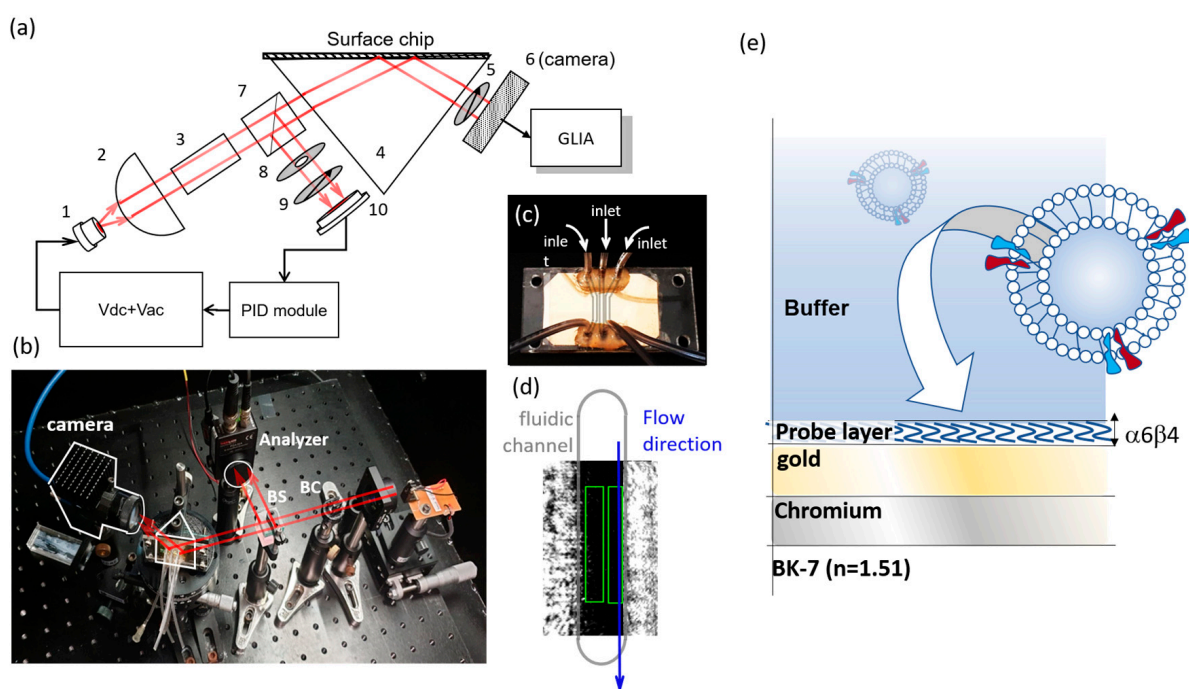 (a)
Surface chip
6 (camera)
5
7
3
2
4
8
9
1
10
GLIA
Vdc+Vac
PID module
(b)
camera
Analyzer
BS
BC
(c)
inle
t
inlet
inlet
(d)
fluidic
channel
Flow
direction
(e)
Buffer
Probe layer
α6β4
gold
Chromium
BK-7 (n=1.51)